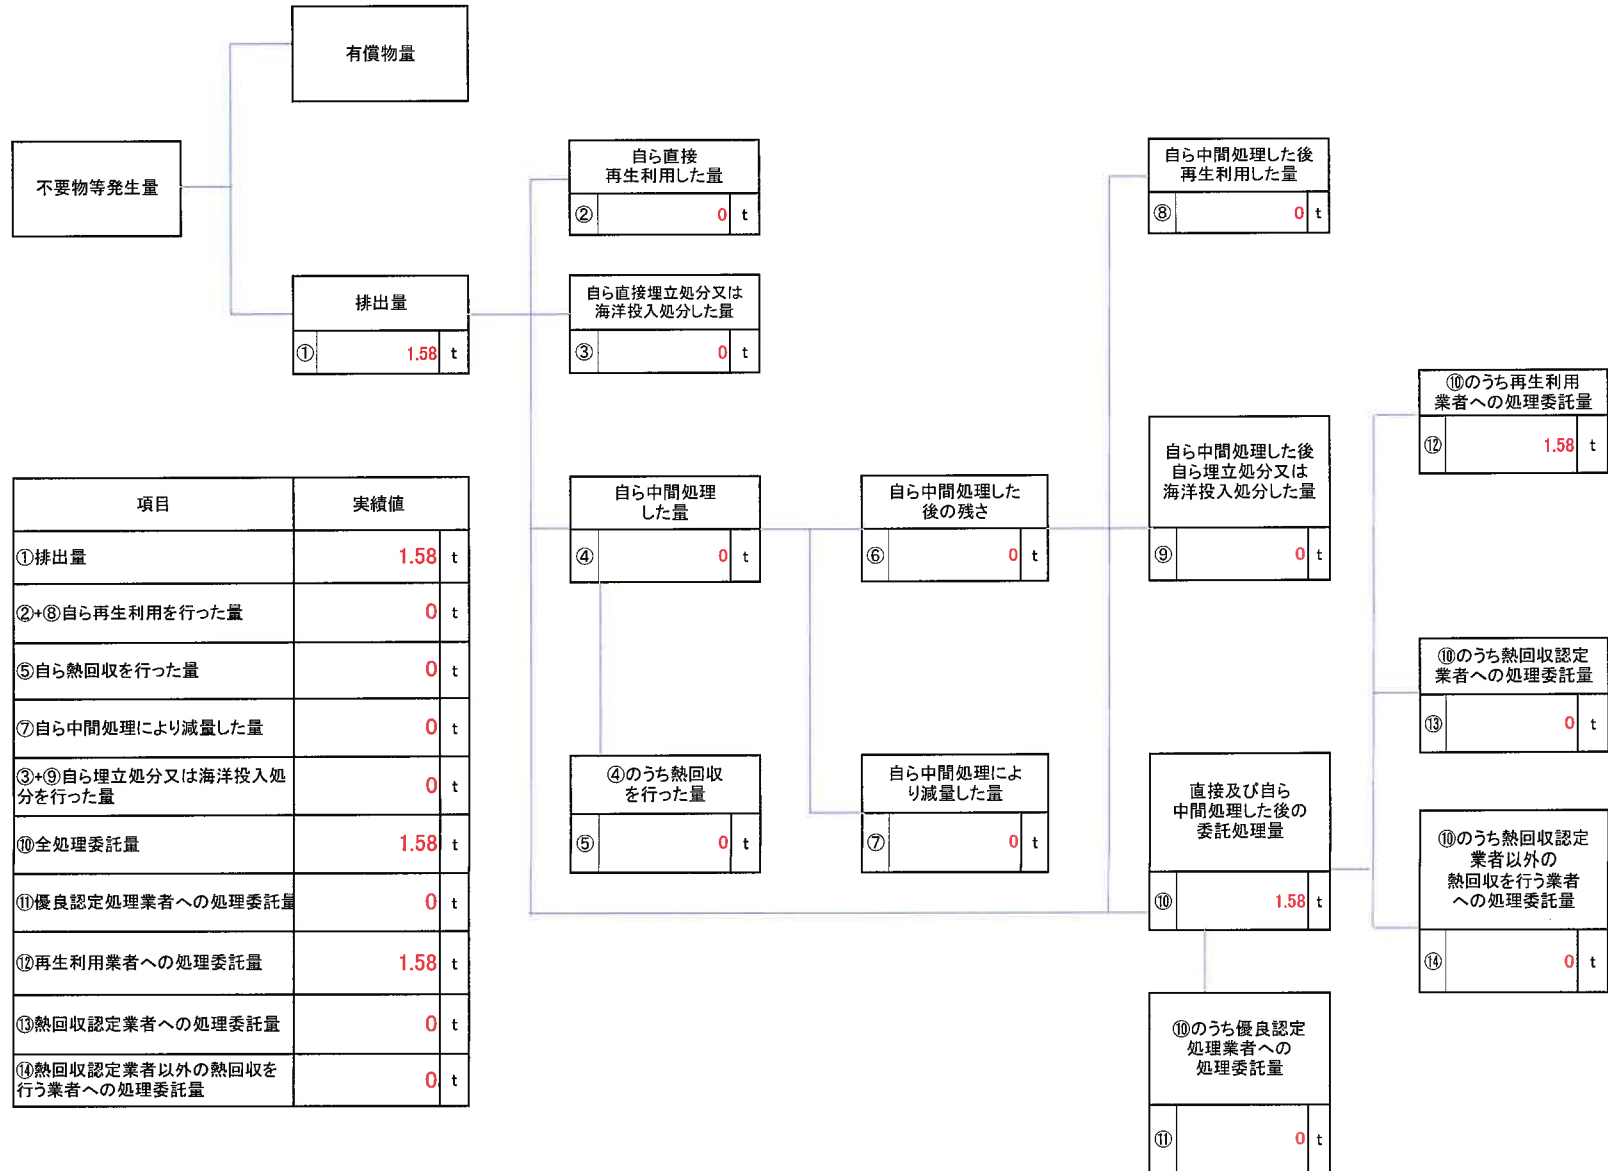 有償物量
不要物等発生量
排出量
① 1.58 t
自ら直接
再生利用した量
② 0 t
自ら直接埋立処分又は
海洋投入処分した量
③ 0 t
自ら中間処理
した量
④ 0 t
④のうち熱回収
を行った量
⑤ 0 t
自ら中間処理した
後の残さ
⑥ 0 t
自ら中間処理によ
り減量した量
⑦ 0 t
自ら中間処理した後
再生利用した量
⑧ 0 t
自ら中間処理した後
自ら埋立処分又は
海洋投入処分した量
⑨ 0 t
直接及び自ら
中間処理した後の
委託処理量
⑩ 1.58 t
⑩のうち優良認定
処理業者への
処理委託量
⑪ 0 t
⑩のうち再生利用
業者への処理委託量
⑫ 1.58 t
⑩のうち熱回収認定
業者への処理委託量
⑬ 0 t
⑩のうち熱回収認定
業者以外の
熱回収を行う業者
への処理委託量
⑭ 0 t
項目 実績値
①排出量 1.58 t
②+⑧自ら再生利用を行った量 0 t
⑤自ら熱回収を行った量 0 t
⑦自ら中間処理により減量した量 0 t
③+⑨自ら埋立処分又は海洋投入処
分を行った量 0 t
⑩全処理委託量 1.58 t
⑪優良認定処理業者への処理委託量 0 t
⑫再生利用業者への処理委託量 1.58 t
⑬熱回収認定業者への処理委託量 0 t
⑭熱回収認定業者以外の熱回収を
行う業者への処理委託量 0 t